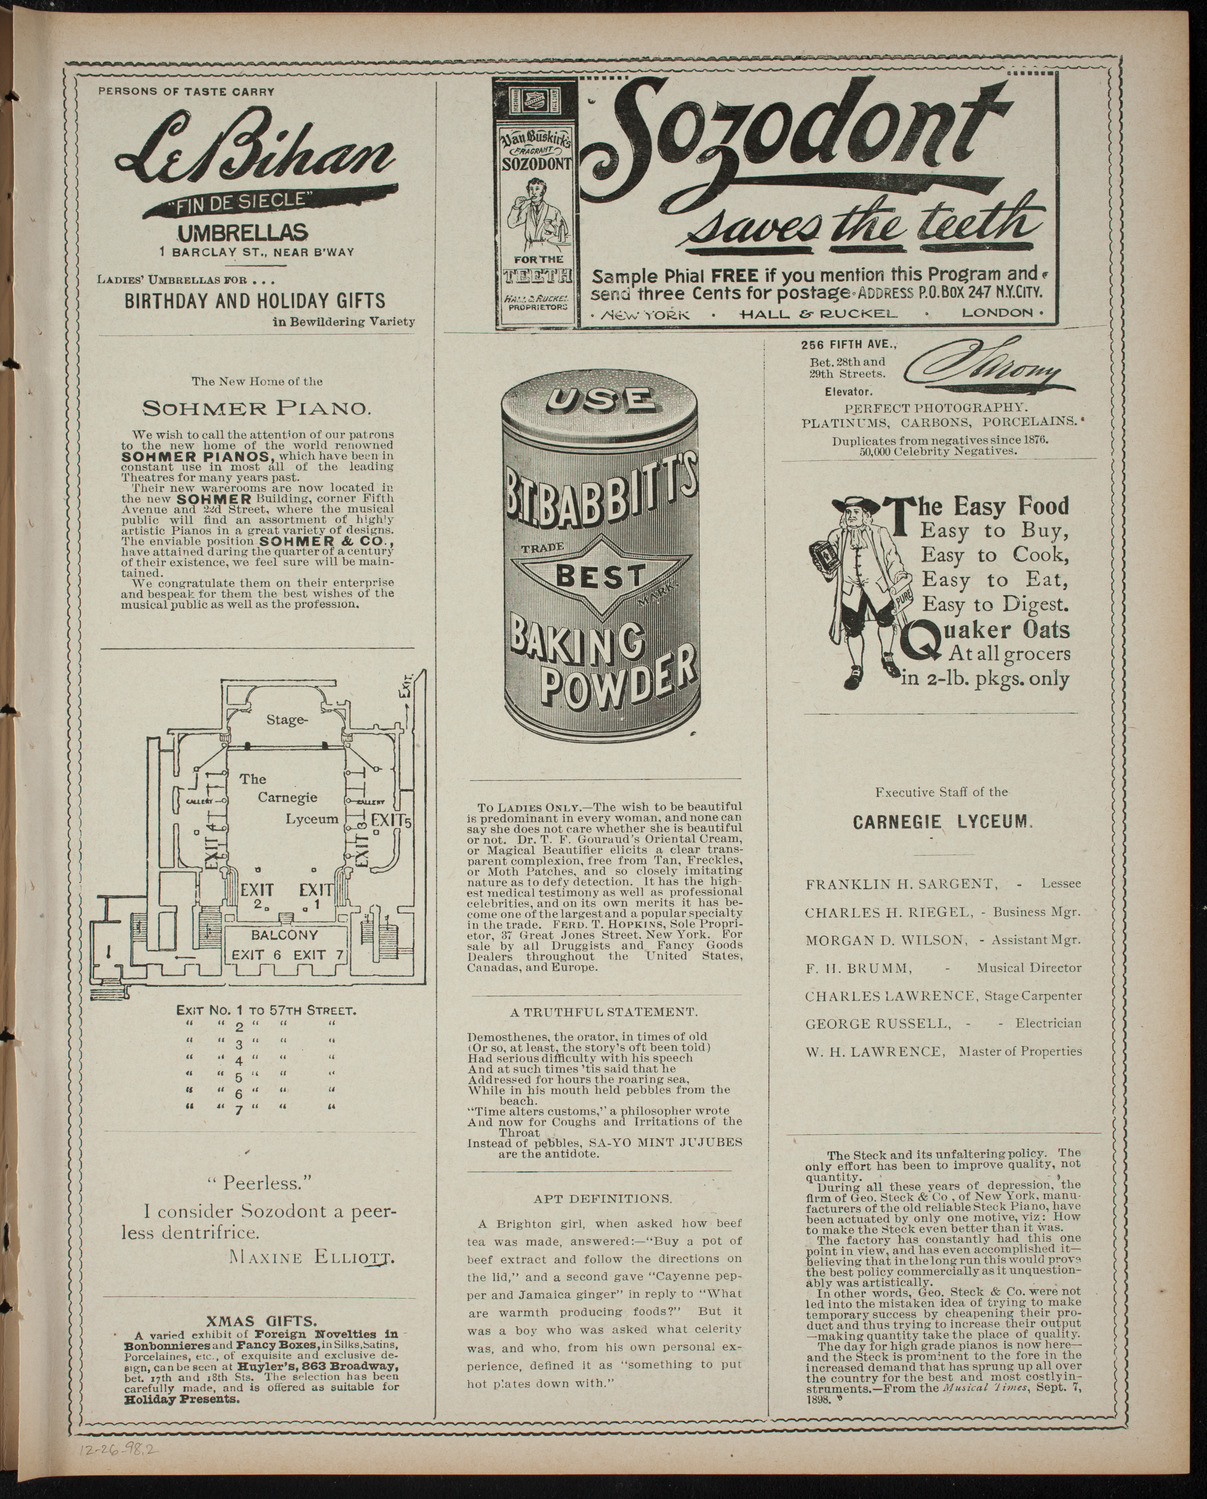 PERSONS OF TASTE CARRY
Le Bihan
"FIN DE SIECLE"
UMBRELLAS
1 BARCLAY ST., NEAR B'WAY
LADIES' UMBRELLAS FOR . . .
BIRTHDAY AND HOLIDAY GIFTS
in Bewildering Variety
The New Home of the
SOHMER PIANO.
We wish to call the attention of our patrons
to the new home of the world renowned
SOHMER PIANOS, which have been in
constant use in most all of the leading
Theatres for many years past.
Their new warerooms are now located in
the new SOHMER Building, corner Fifth
Avenue and 22d Street, where the musical
public will find an assortment of highly
artistic Pianos in a great variety of designs.
The enviable position SOHMER & CO.,
have attained during the quarter of a century
of their existence, we feel sure will be main-
tained.
We congratulate them on their enterprise
and bespeak for them the best wishes of the
musical public as well as the profession.
Exit
Stage-
The
Carnegie
Lyceum
GALLERY
GALLERY
EXIT 4
EXIT 3
EXIT 5
EXIT
2
EXIT
1
BALCONY
EXIT 6 EXIT 7
EXIT NO. 1 TO 57TH STREET.
" " 2 " " "
" " 3 " " "
" " 4 " " "
" " 5 " " "
" " 6 " " "
" " 7 " " "
" Peerless."
I consider Sozodont a peer-
less dentrifrice.
MAXINE ELLIOTT.
XMAS GIFTS.
A varied exhibit of Foreign Novelties in
Bonbonnieres and Fancy Boxes, in Silks, Satins,
Porcelaines, etc., of exquisite and exclusive de-
sign, can be seen at Huyler's, 863 Broadway,
bet. 17th and 18th Sts. The selection has been
carefully made, and is offered as suitable for
Holiday Presents.
12-26-98.2
Van Buskirk's
FRAGRANT
SOZODONT
FOR THE
TEETH
HALL & RUCKEL
PROPRIETORS
Sozodont
saves the teeth
Sample Phial FREE if you mention this Program and
send three Cents for postage · ADDRESS P.O. BOX 247 N.Y. CITY.
· NEW YORK · HALL & RUCKEL · LONDON ·
USE
B.T. BABBITT'S
TRADE
BEST
MARK.
BAKING
POWDER
TO LADIES ONLY.—The wish to be beautiful
is predominant in every woman, and none can
say she does not care whether she is beautiful
or not. Dr. T. F. Gouraud's Oriental Cream,
or Magical Beautifier elicits a clear trans-
parent complexion, free from Tan, Freckles,
or Moth Patches, and so closely imitating
nature as to defy detection. It has the high-
est medical testimony as well as professional
celebrities, and on its own merits it has be-
come one of the largest and a popular specialty
in the trade. FERD. T. HOPKINS, Sole Propri-
etor, 37 Great Jones Street, New York. For
sale by all Druggists and Fancy Goods
Dealers throughout the United States,
Canadas, and Europe.
A TRUTHFUL STATEMENT.
Demosthenes, the orator, in times of old
(Or so, at least, the story's oft been told)
Had serious difficulty with his speech
And at such times 'tis said that he
Addressed for hours the roaring sea,
While in his mouth held pebbles from the
beach.
"Time alters customs," a philosopher wrote
And now for Coughs and Irritations of the
Throat
Instead of pebbles, SA-YO MINT JUJUBES
are the antidote.
APT DEFINITIONS.
A Brighton girl, when asked how beef
tea was made, answered:—"Buy a pot of
beef extract and follow the directions on
the lid," and a second gave "Cayenne pep-
per and Jamaica ginger" in reply to "What
are warmth producing foods?" But it
was a boy who was asked what celerity
was, and who, from his own personal ex-
perience, defined it as "something to put
hot plates down with."
256 FIFTH AVE.,
Bet. 28th and
29th Streets.
Elevator.
Sarony
PERFECT PHOTOGRAPHY.
PLATINUMS, CARBONS, PORCELAINS.
Duplicates from negatives since 1876.
50,000 Celebrity Negatives.
PURE
The Easy Food
Easy to Buy,
Easy to Cook,
Easy to Eat,
Easy to Digest.
Quaker Oats
At all grocers
in 2-lb. pkgs. only
Executive Staff of the
CARNEGIE LYCEUM.
FRANKLIN H. SARGENT, - Lessee
CHARLES H. RIEGEL, - Business Mgr.
MORGAN D. WILSON, - Assistant Mgr.
F. H. BRUMM, - Musical Director
CHARLES LAWRENCE, Stage Carpenter
GEORGE RUSSELL, - - Electrician
W. H. LAWRENCE, Master of Properties
The Steck and its unfaltering policy. The
only effort has been to improve quality, not
quantity.
During all these years of depression, the
firm of Geo. Steck & Co , of New York, manu-
facturers of the old reliable Steck Piano, have
been actuated by only one motive, viz: How
to make the Steck even better than it was.
The factory has constantly had this one
point in view, and has even accomplished it—
believing that in the long run this would prove
the best policy commercially as it unquestion-
ably was artistically.
In other words, Geo. Steck & Co. were not
led into the mistaken idea of trying to make
temporary success by cheapening their pro-
duct and thus trying to increase their output
—making quantity take the place of quality.
The day for high grade pianos is now here—
and the Steck is prominent to the fore in the
increased demand that has sprung up all over
the country for the best and most costly in-
struments.—From the Musical Times, Sept. 7,
1898.